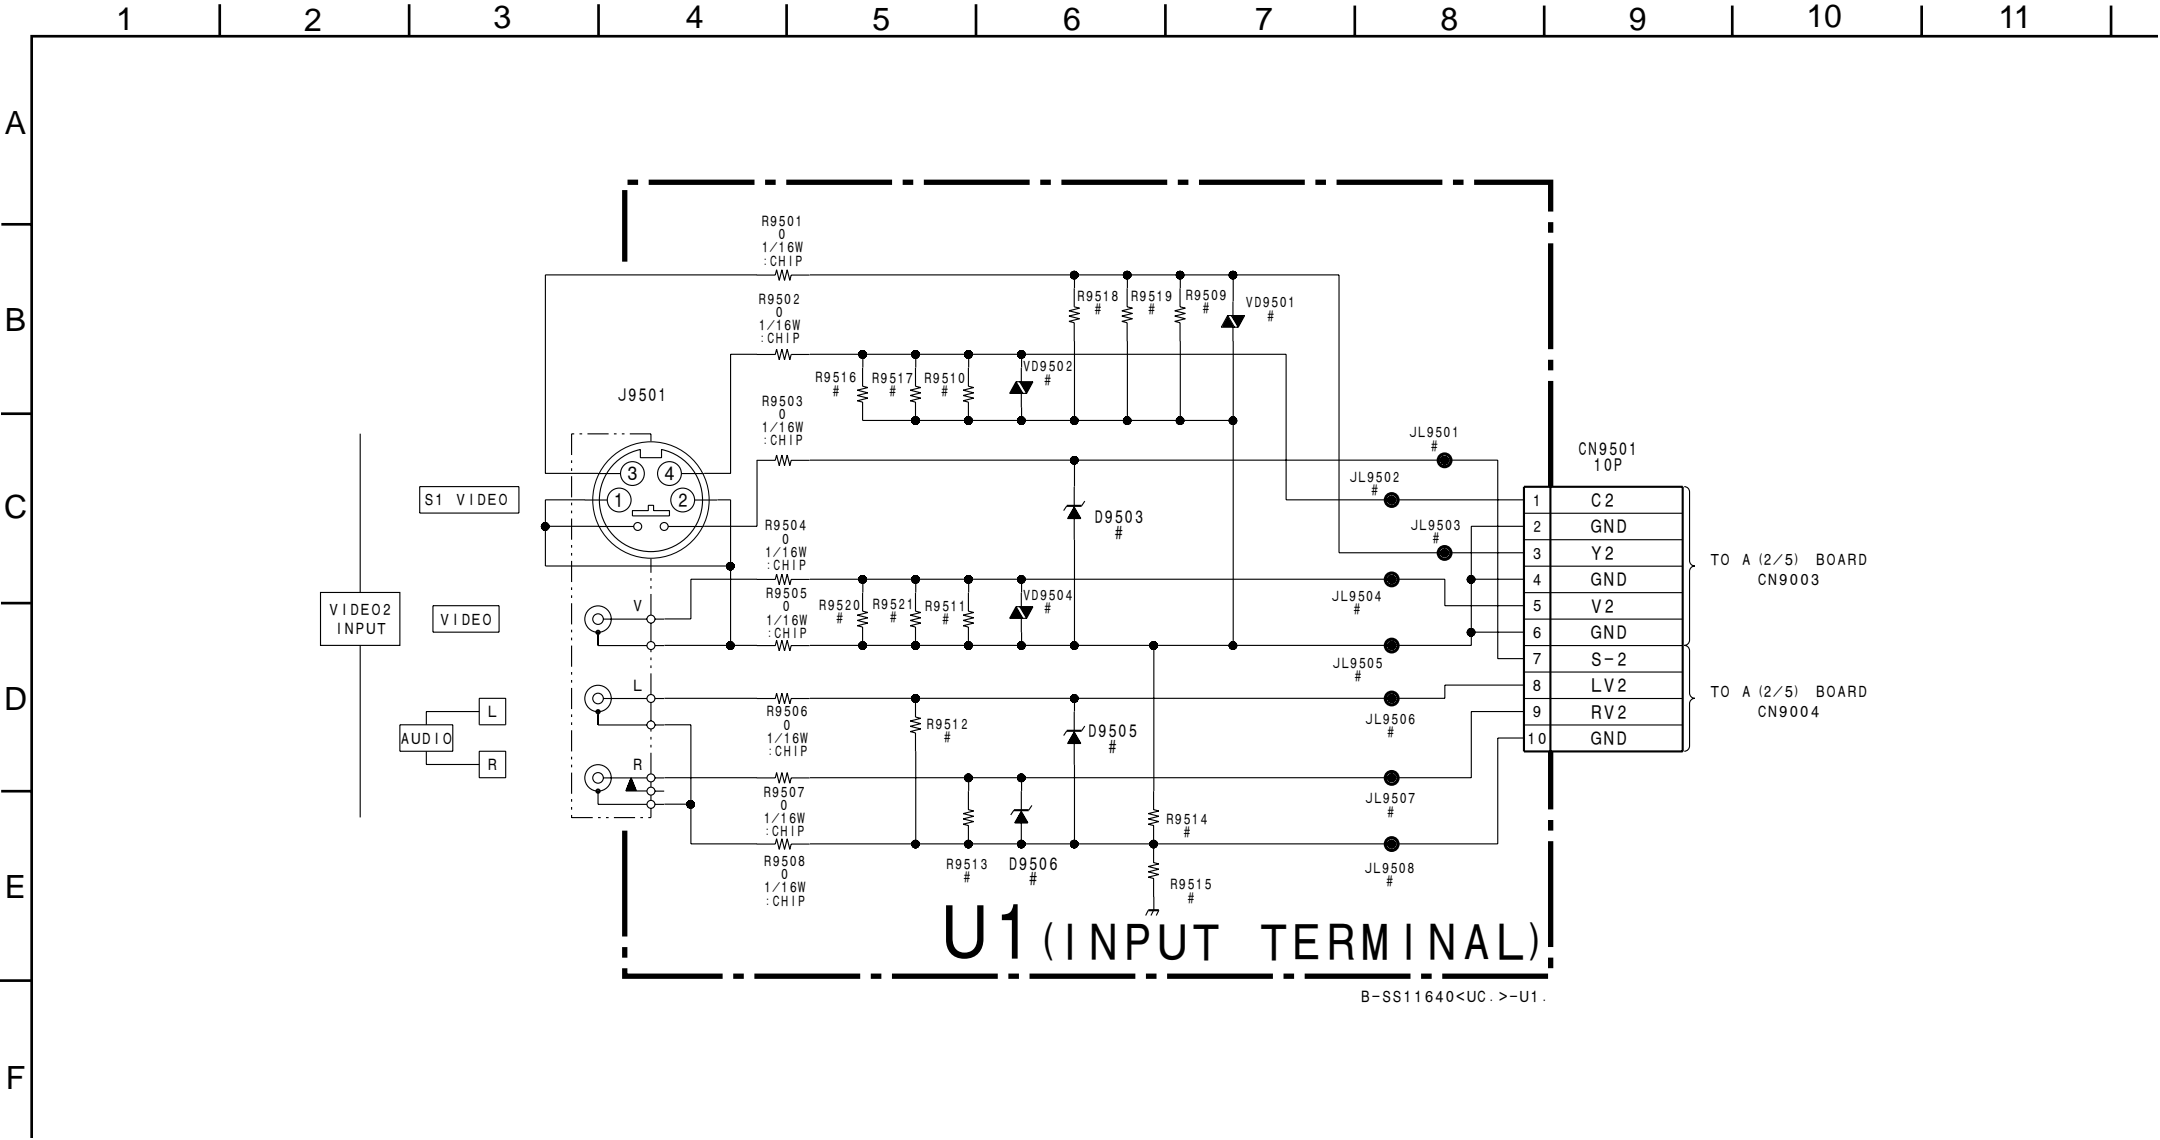 1 2 3 4 5 6 7 8 9 10 11
A
B
C
D
E
F
R9501
0
1/16W
:CHIP
R9502
0
1/16W
:CHIP
R9518
#
R9519
#
R9509
#
VD9501
#
R9516
#
R9517
#
R9510
#
VD9502
#
J9501
R9503
0
1/16W
:CHIP
3 4
1 2
S1 VIDEO
JL9501
#
JL9502
#
JL9503
#
D9503
#
CN9501
10P
1 C2
2 GND
3 Y2
4 GND
5 V2
6 GND
7 S-2
8 LV2
9 RV2
10 GND
TO A (2/5) BOARD
CN9003
TO A (2/5) BOARD
CN9004
R9504
0
1/16W
:CHIP
R9505
0
1/16W
:CHIP
R9520
#
R9521
#
R9511
#
VD9504
#
JL9504
#
JL9505
#
VIDEO2
INPUT
VIDEO
V
L
R
AUDIO
L
R
R9506
0
1/16W
:CHIP
R9512
#
D9505
#
JL9506
#
R9507
0
1/16W
:CHIP
R9514
#
JL9507
#
R9508
0
1/16W
:CHIP
R9513
#
D9506
#
R9515
#
JL9508
#
U1 (INPUT TERMINAL)
B-SS11640<UC.>-U1.